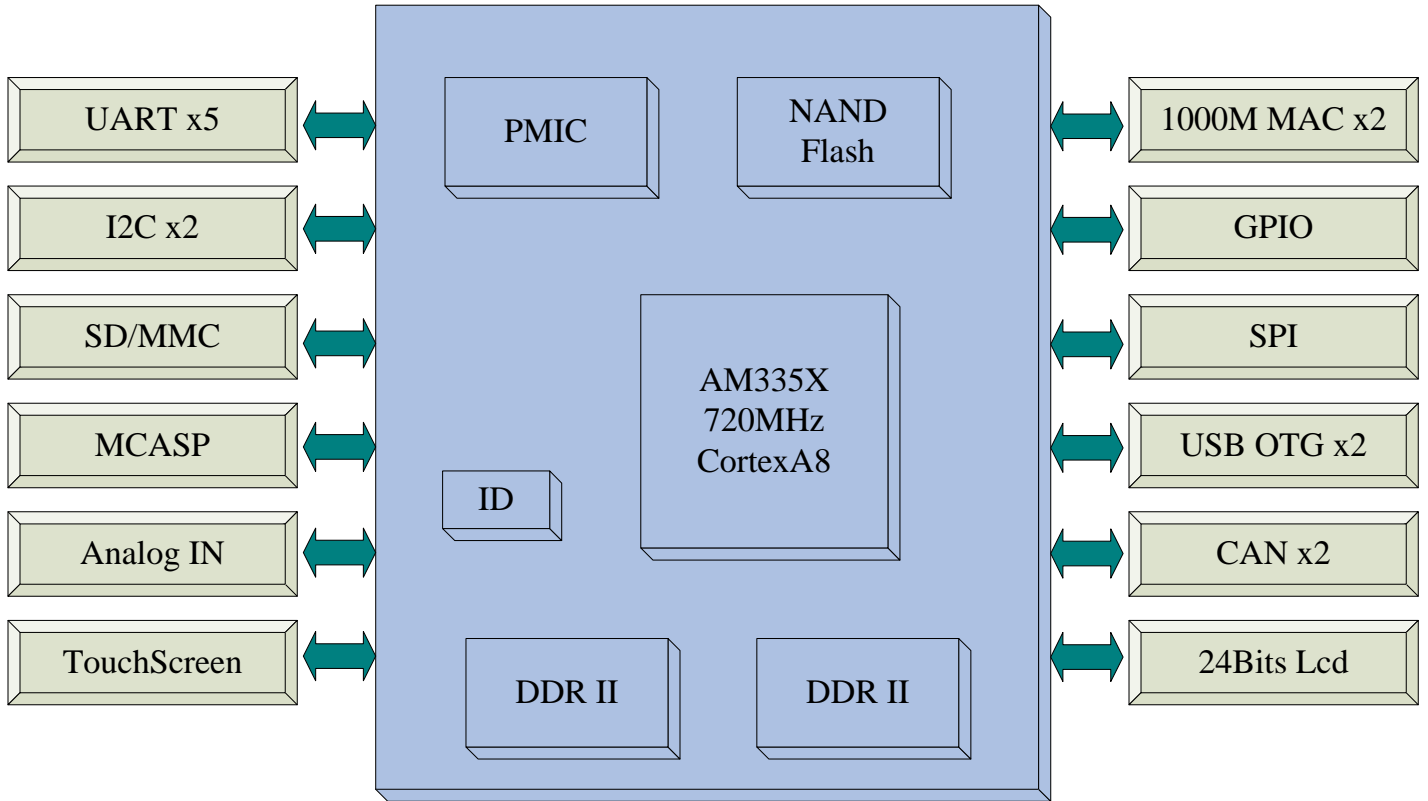 UART x5
I2C x2
SD/MMC
MCASP
Analog IN
TouchScreen
PMIC
NAND
Flash
AM335X
720MHz
CortexA8
ID
DDR II
DDR II
1000M MAC x2
GPIO
SPI
USB OTG x2
CAN x2
24Bits Lcd